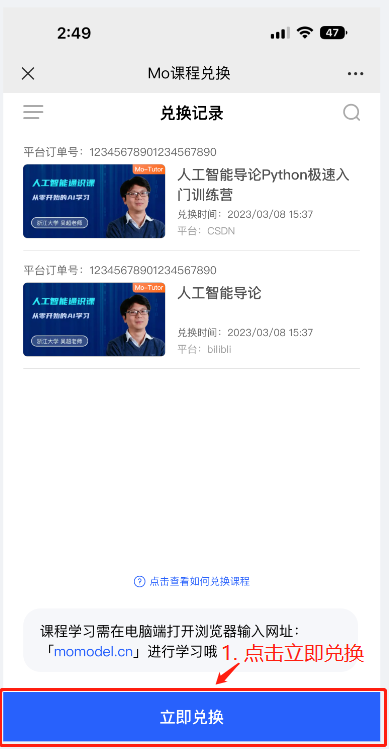 2:49
47
Mo课程兑换
兑换记录
平台订单号：12345678901234567890
Mo-Tutor
人工智能通识课
从零开始的AI学习
浙江大学 吴超老师
人工智能导论Python极速入
门训练营
兑换时间：2023/03/08 15:37
平台：CSDN
平台订单号：12345678901234567890
Mo-Tutor
人工智能通识课
从零开始的AI学习
浙江大学 吴超老师
人工智能导论
兑换时间：2023/03/08 15:37
平台：bilibli
? 点击查看如何兑换课程
课程学习需在电脑端打开浏览器输入网址：
「momodel.cn」进行学习哦
1. 点击立即兑换
立即兑换